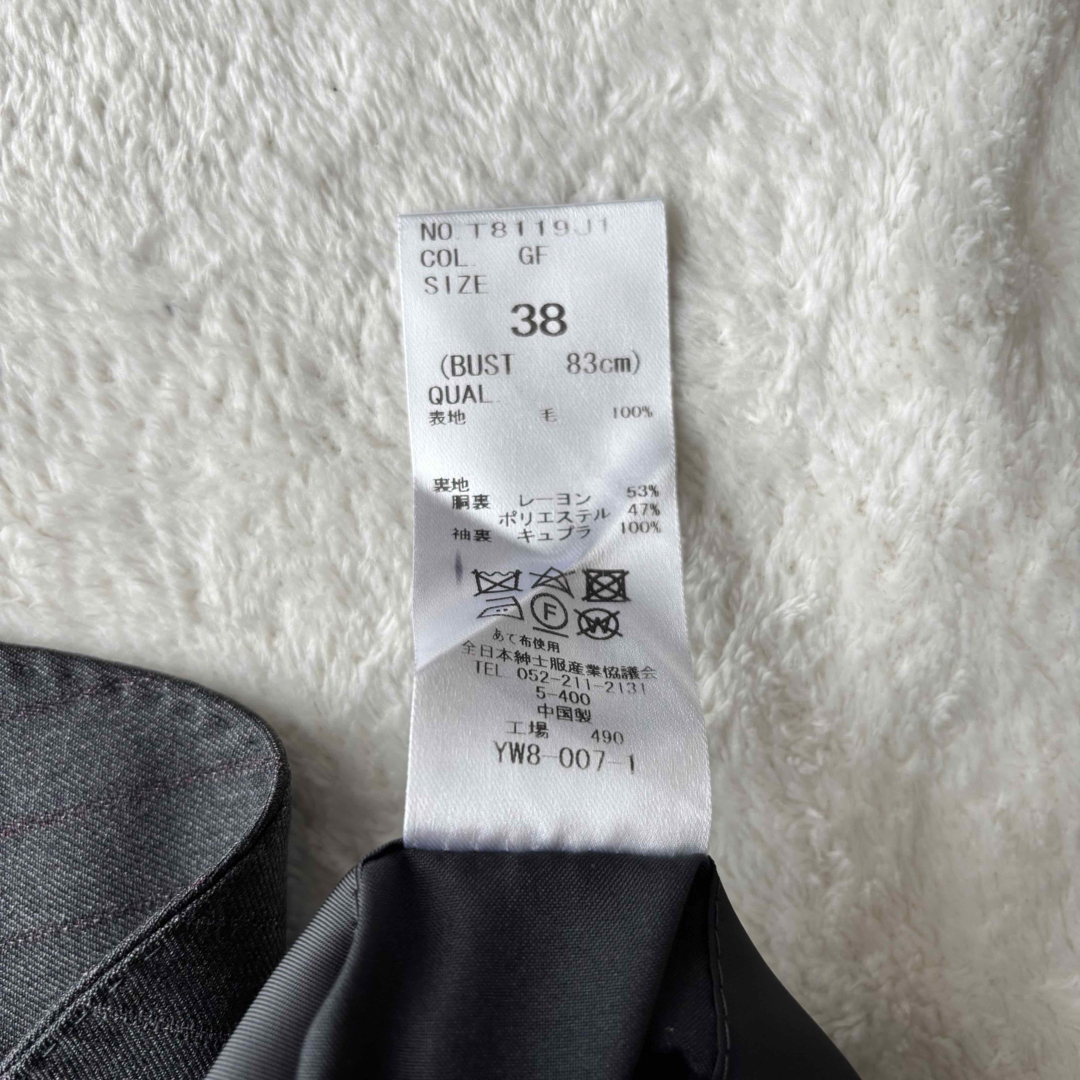 NO.T8119J1
COL. GF
SIZE
38
(BUST 83cm)
QUAL.
表地 毛 100%
裏地
胴裏 レーヨン 53%
ポリエステル 47%
袖裏 キュプラ 100%
F W
あて布使用
全日本紳士服産業協議会
TEL 052-211-2131
5-400
中国製
工場 490
YW8-007-1